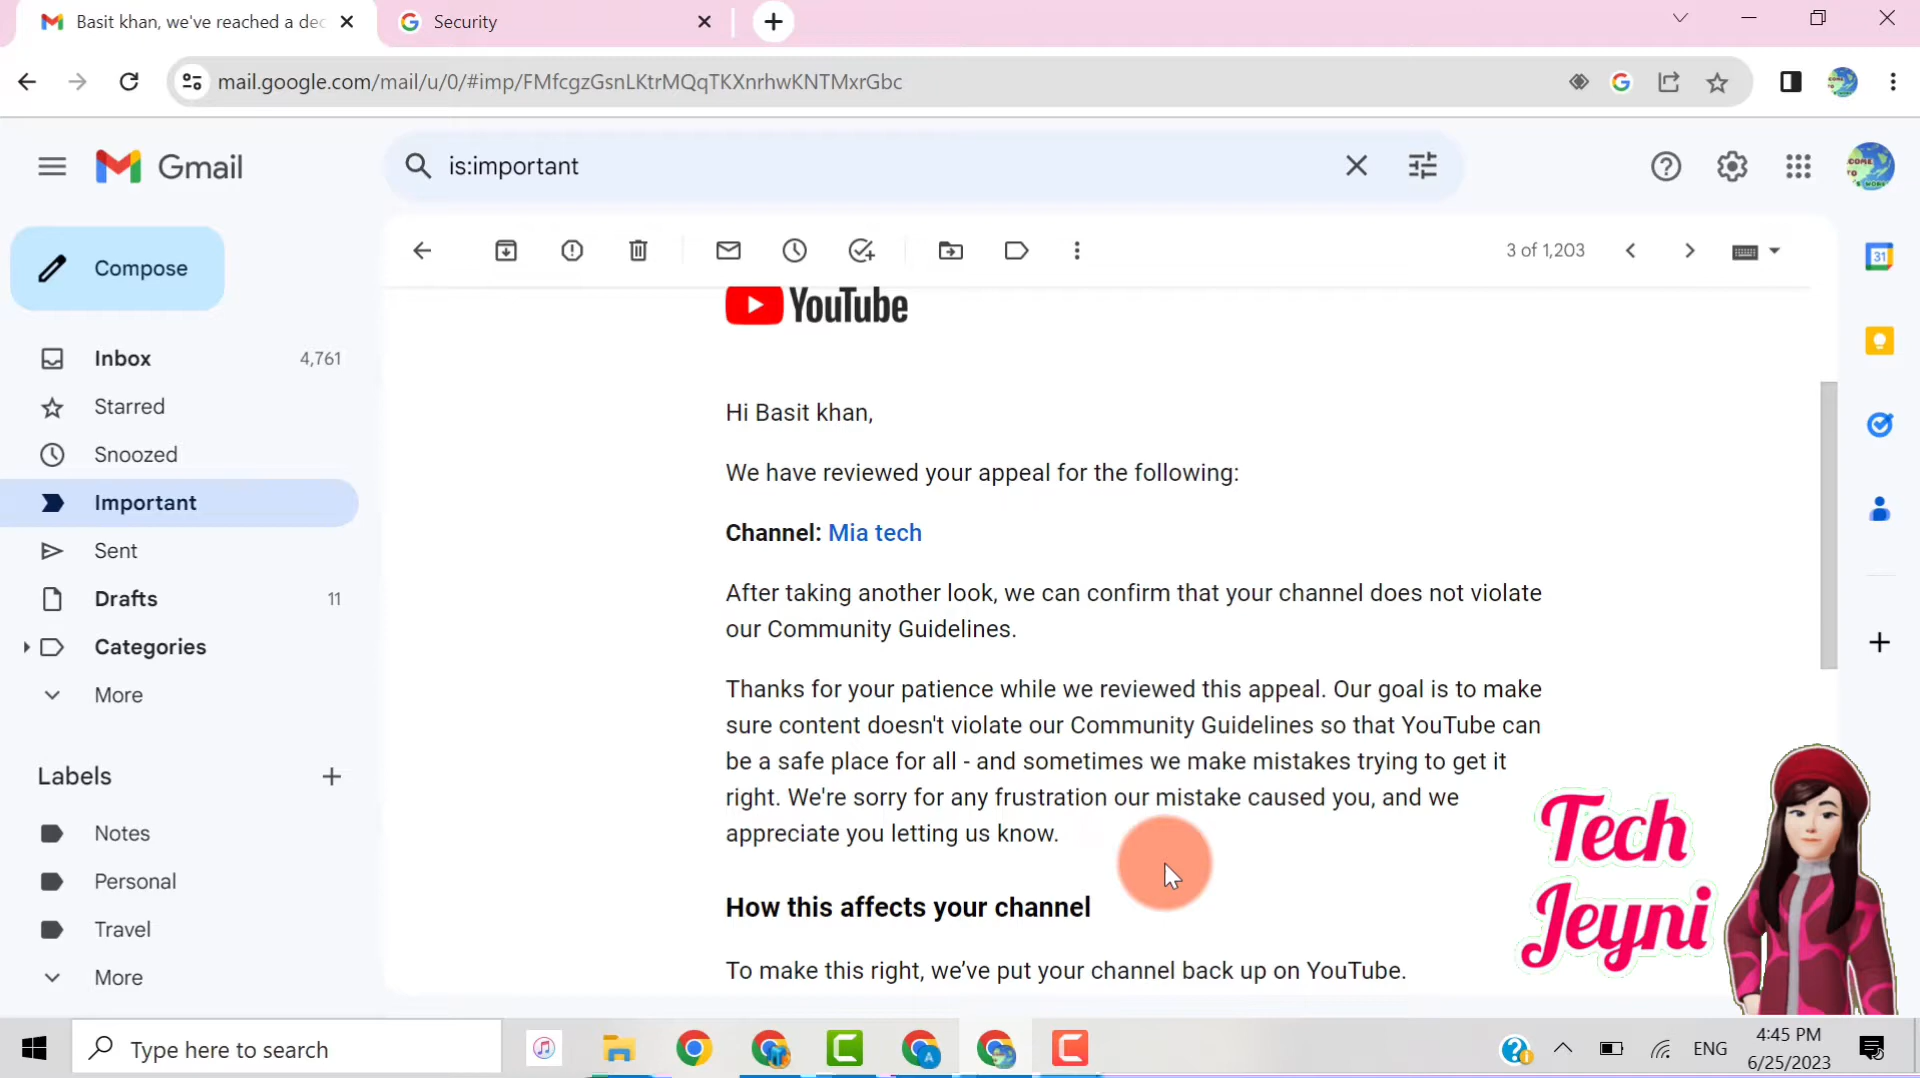 Basit khan, we've reached a dec
Security
mail.google.com/mail/u/0/#imp/FMfcgzGsnLKtrMQqTKXnrhwKNTMxrGbc
Gmail
is:important
Compose
3 of 1,203
31
Inbox 4,761
Starred
Snoozed
Important
Sent
Drafts 11
Categories
More
Labels
Notes
Personal
Travel
More
YouTube
Hi Basit khan,
We have reviewed your appeal for the following:
Channel: Mia tech
After taking another look, we can confirm that your channel does not violate
our Community Guidelines.
Thanks for your patience while we reviewed this appeal. Our goal is to make
sure content doesn't violate our Community Guidelines so that YouTube can
be a safe place for all - and sometimes we make mistakes trying to get it
right. We're sorry for any frustration our mistake caused you, and we
appreciate you letting us know.
How this affects your channel
To make this right, we’ve put your channel back up on YouTube.
Tech
Jeyni
Type here to search
A
ENG
4:45 PM
6/25/2023